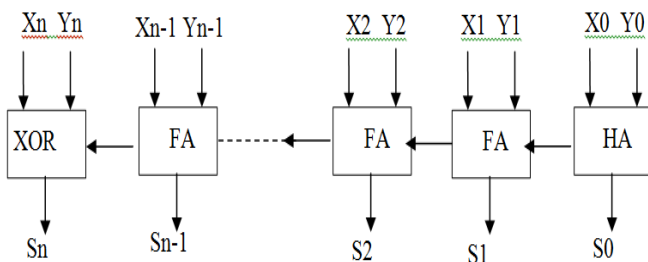 Xn Yn Xn-1 Yn-1 X2 Y2 X1 Y1 X0 Y0
XOR FA FA FA HA
Sn Sn-1 S2 S1 S0